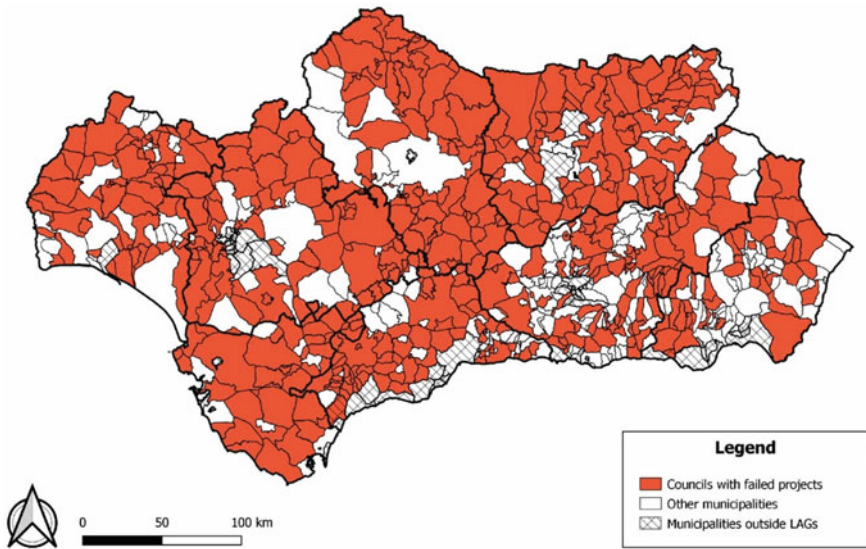 Legend
Councils with failed projects
Other municipalities
Municipalities outside LAGs
0 50 100 km